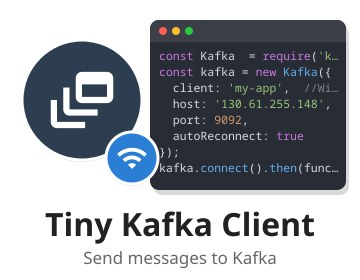 const Kafka  = require('k…
const kafka = new Kafka({
  client: 'my-app',  //Wi…
  host: '130.61.255.148',
  port: 9092,
  autoReconnect: true
});
kafka.connect().then(func…
Tiny Kafka Client
Send messages to Kafka